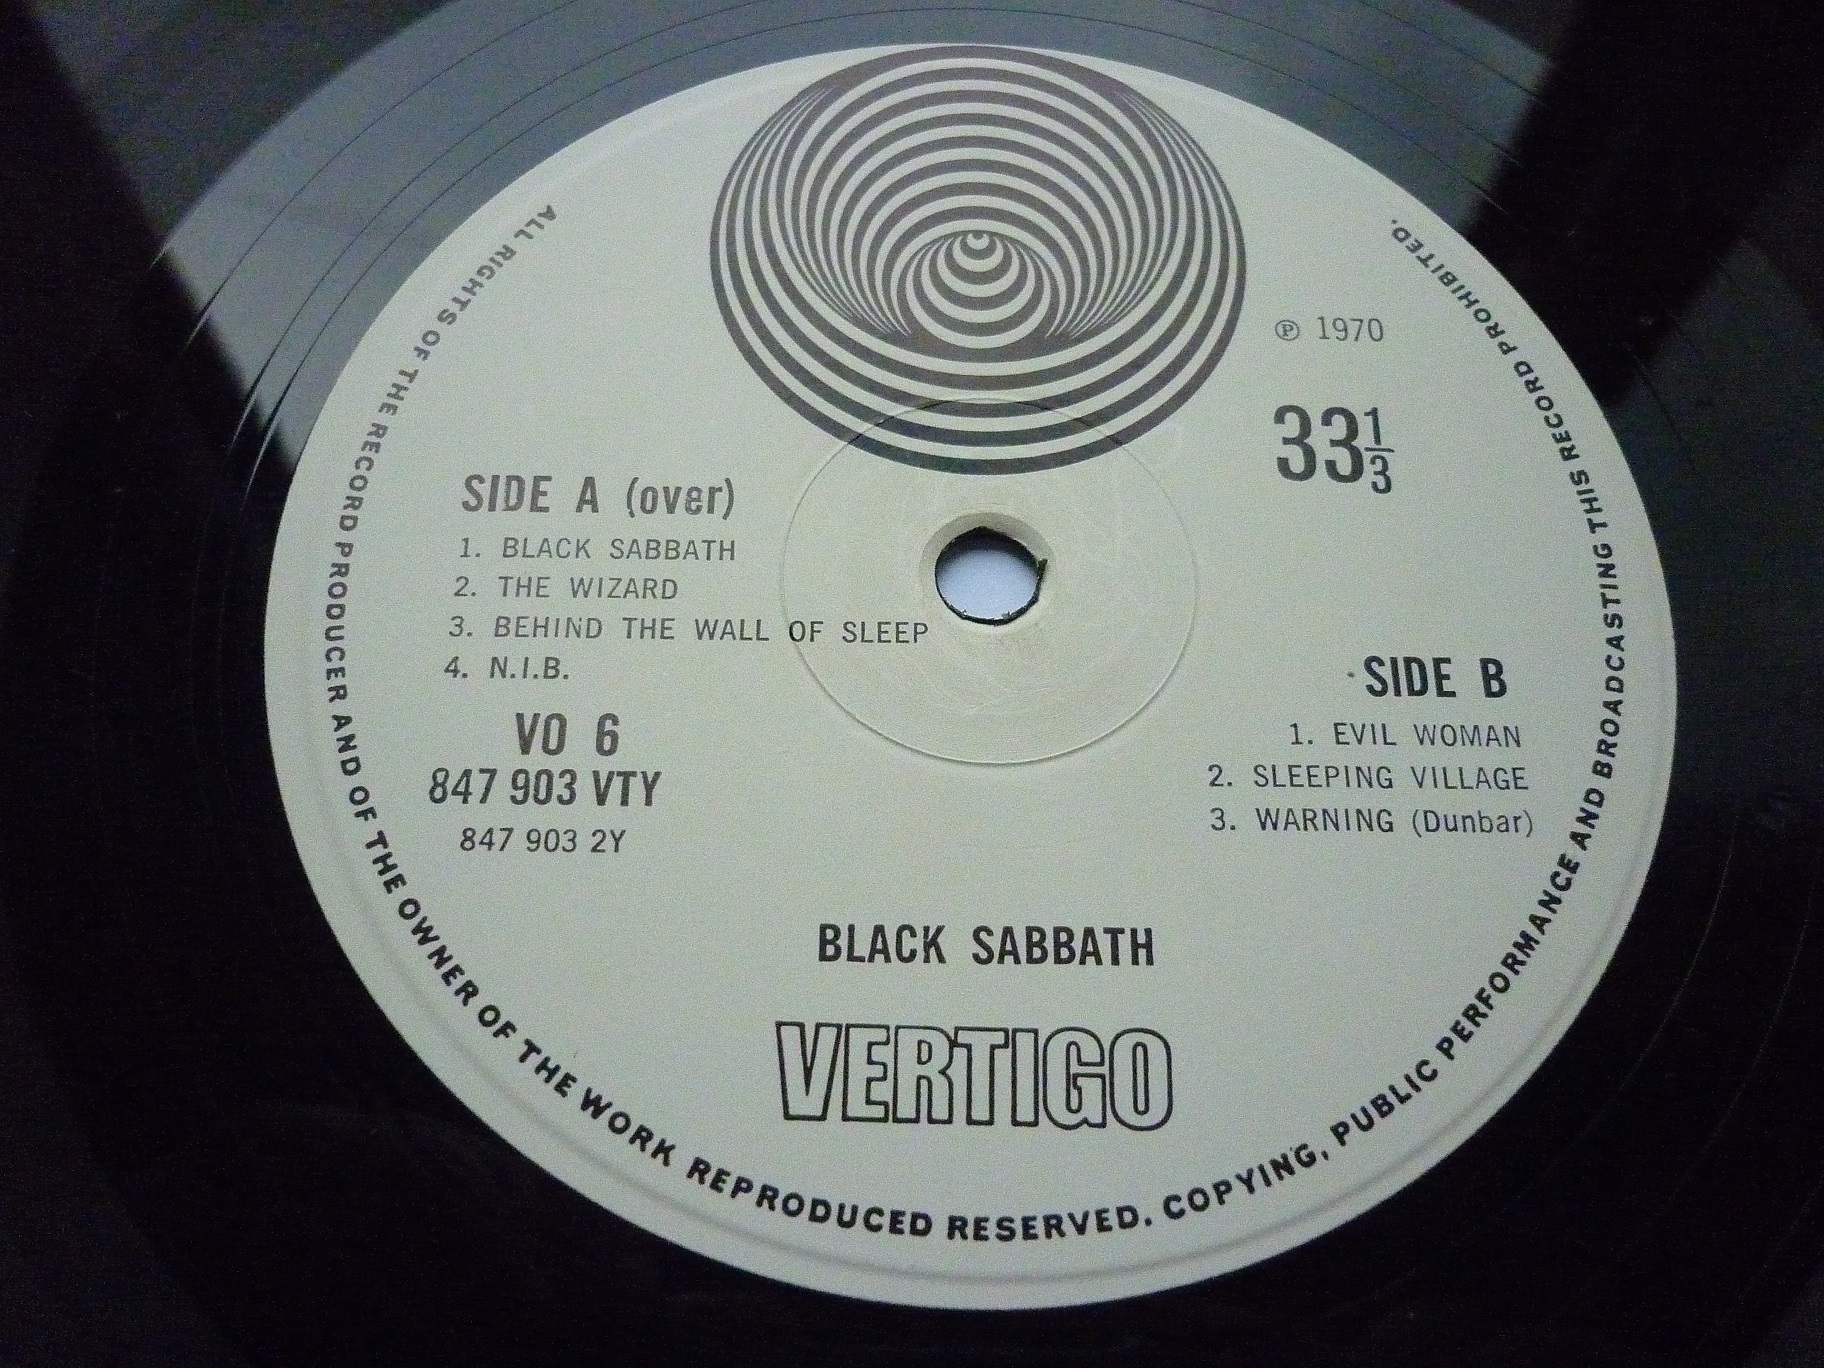 ALL RIGHTS OF THE RECORD PRODUCER AND OF THE OWNER OF THE WORK REPRODUCED RESERVED. COPYING, PUBLIC PERFORMANCE AND BROADCASTING THIS RECORD PROHIBITED.
℗ 1970
33 1/3
SIDE A (over)
1. BLACK SABBATH
2. THE WIZARD
3. BEHIND THE WALL OF SLEEP
4. N.I.B.
VO 6
847 903 VTY
847 903 2Y
SIDE B
1. EVIL WOMAN
2. SLEEPING VILLAGE
3. WARNING (Dunbar)
BLACK SABBATH
VERTIGO